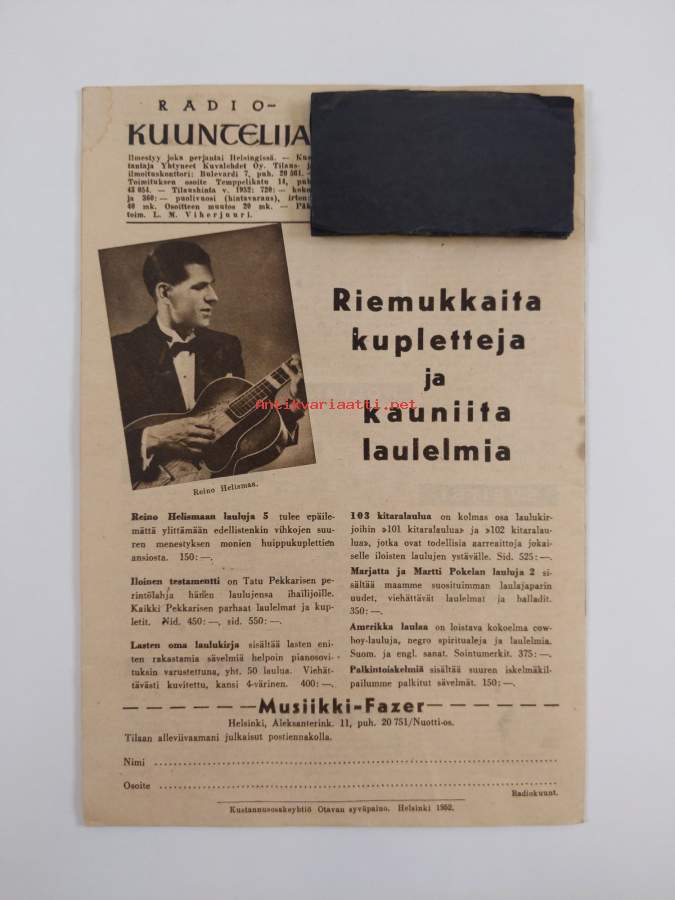 RADIO-
KUUNTELIJA
Ilmestyy joka perjantai Helsingissä. — Kus
tantaja Yhtyneet Kuvalehdet Oy. Tilaus- j
ilmoituskonttori: Bulevardi 7, puh. 20 501. —
Toimituksen osoite Temppelikatu 14, puh
43 054. — Tilaushinta v. 1952: 720:— koko
ja 360:— puolivuosi (hintavaraus), irton:
40 mk. Osoitteen muutos 20 mk. — Pää
toim. L. M. Viherjuuri.
Riemukkaita
kupletteja
ja
kauniita
laulelmia
Antikvariaatti.net
Reino Helismaa.
Reino Helismaan lauluja 5 tulee epäile-
mättä ylittämään edellistenkin vihkojen suu-
ren menestyksen monien huippukuplettien
ansiosta. 150:—.
Iloinen testamentti on Tatu Pekkarisen pe-
rintölahja hänen laulujensa ihailijoille.
Kaikki Pekkarisen parhaat laulelmat ja kup-
letit. Nid. 450:—, sid. 550:—.
Lasten oma laulukirja sisältää lasten eni-
ten rakastamia sävelmiä helpoin pianosovi-
tuksin varustettuna, yht. 50 laulua. Viehät-
tävästi kuvitettu, kansi 4-värinen. 400:—.
103 kitaralaulua on kolmas osa laulukir-
joihin »101 kitaralaulua» ja »102 kitaralau-
lua», jotka ovat todellisia aarreaittoja jokai-
selle iloisten laulujen ystävälle. Sid. 525:—.
Marjatta ja Martti Pokelan lauluja 2 si-
sältää maamme suosituimman laulajaparin
uudet, viehättävät laulelmat ja balladit.
350:—.
Amerikka laulaa on loistava kokoelma cow-
boy-lauluja, negro spirituaaleja ja laulelmia.
Suom. ja engl. sanat. Sointumerkit. 375:—.
Palkintoiskelmiä sisältää suuren iskelmäkil-
pailumme palkitut sävelmät. 150:—.
Musiikki-Fazer
Helsinki, Aleksanterink. 11, puh. 20 751/Nuotti-os.
Tilaan alleviivaamani julkaisut postiennakolla.
Nimi
Osoite
Radiokuunt.
Kustannusosakeyhtiö Otavan syväpaino. Helsinki 1952.